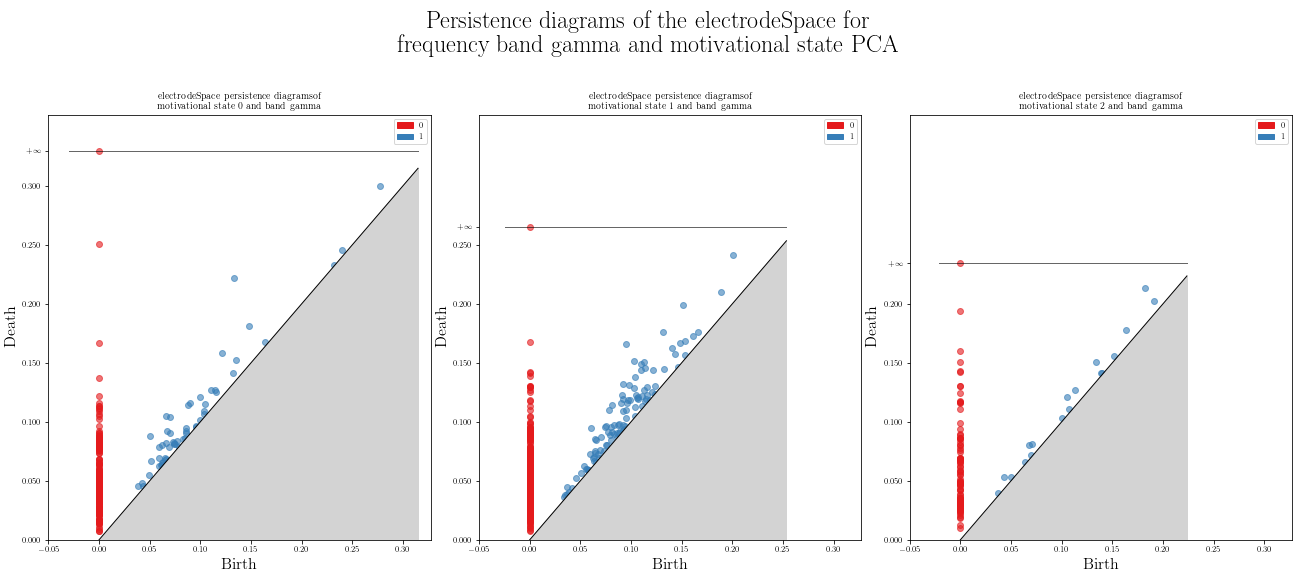 Persistence diagrams of the electrodeSpace for
frequency band gamma and motivational state PCA
electrodeSpace persistence diagramsof
motivational state 0 and band gamma
0
1
+∞
0.300
0.250
0.200
0.150
0.100
0.050
0.000
Death
-0.05 0.00 0.05 0.10 0.15 0.20 0.25 0.30
Birth
electrodeSpace persistence diagramsof
motivational state 1 and band gamma
0
1
+∞
0.250
0.200
0.150
0.100
0.050
0.000
Death
-0.05 0.00 0.05 0.10 0.15 0.20 0.25 0.30
Birth
electrodeSpace persistence diagramsof
motivational state 2 and band gamma
0
1
+∞
0.200
0.150
0.100
0.050
0.000
Death
-0.05 0.00 0.05 0.10 0.15 0.20 0.25 0.30
Birth